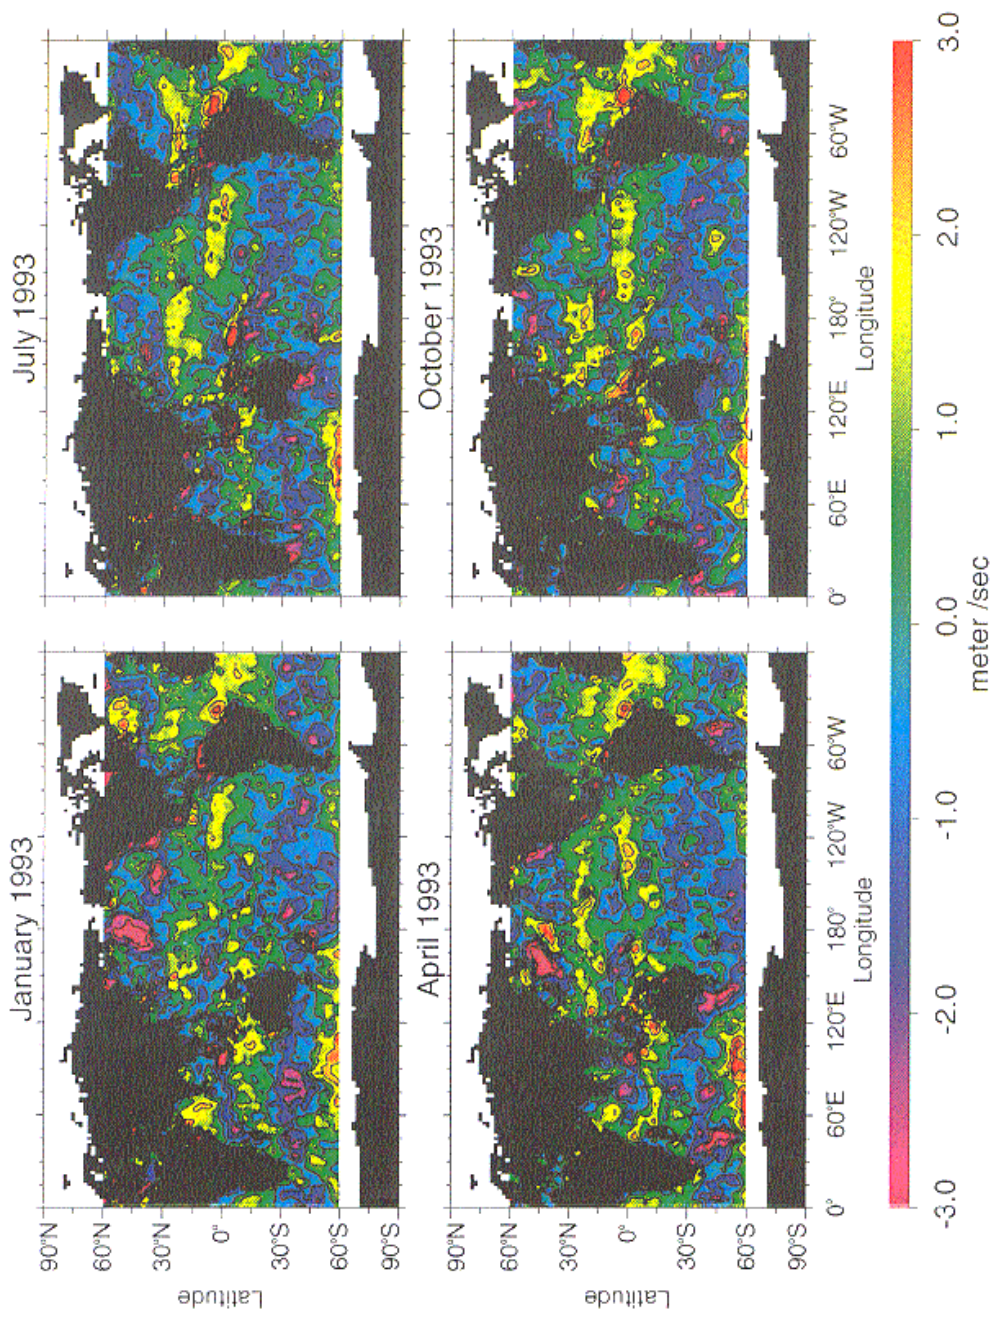 January 1993
July 1993
90°N
60°N
30°N
0°
30°S
60°S
90°S
Latitude
April 1993
October 1993
90°N
60°N
30°N
0°
30°S
60°S
90°S
Latitude
0° 60°E 120°E 180° 120°W 60°W
Longitude
0° 60°E 120°E 180° 120°W 60°W
Longitude
-3.0 -2.0 -1.0 0.0 1.0 2.0 3.0
meter /sec